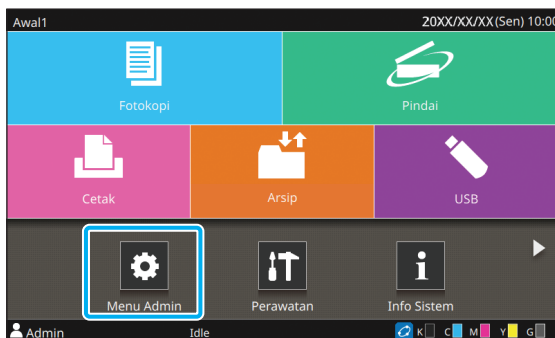 Awal1 20XX/XX/XX(Sen) 10:00
Fotokopi Pindai
Cetak Arsip USB
Menu Admin Perawatan Info Sistem
Admin Idle K C M Y G